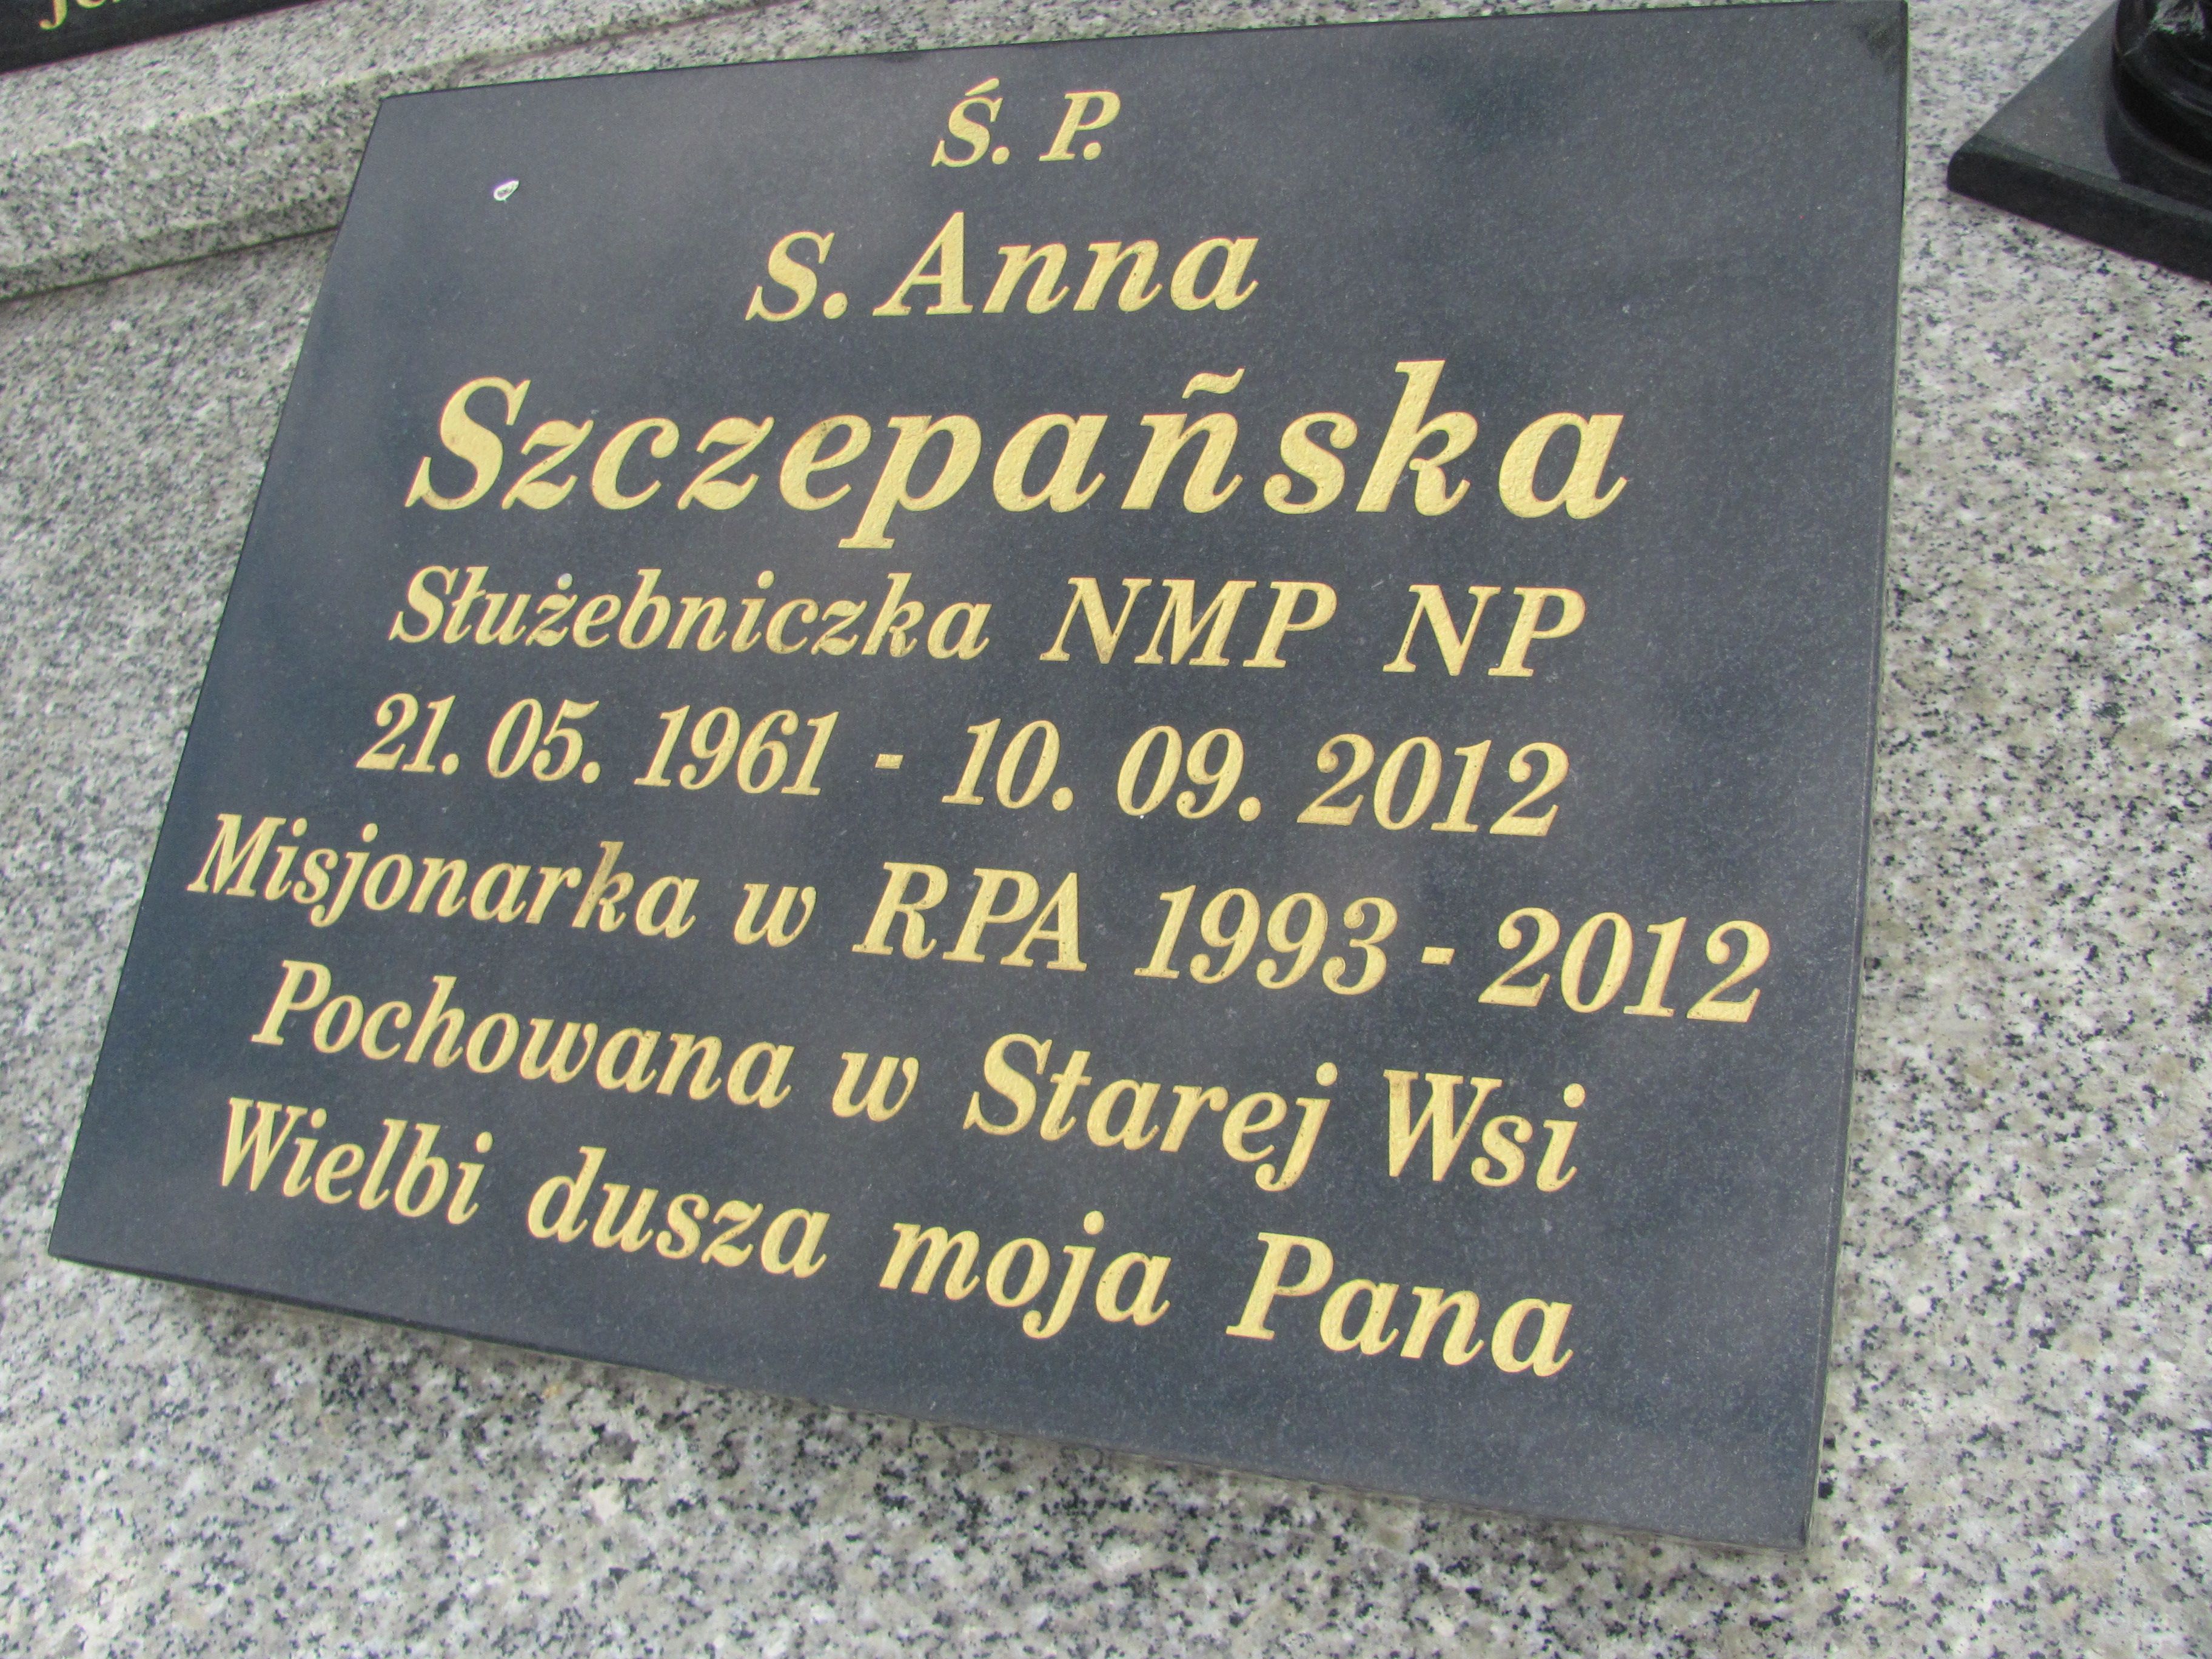 Ś. P.
S. Anna
Szczepañska
Służebniczka NMP NP
21. 05. 1961 - 10. 09. 2012
Misjonarka w RPA 1993 - 2012
Pochowana w Starej Wsi
Wielbi dusza moja Pana